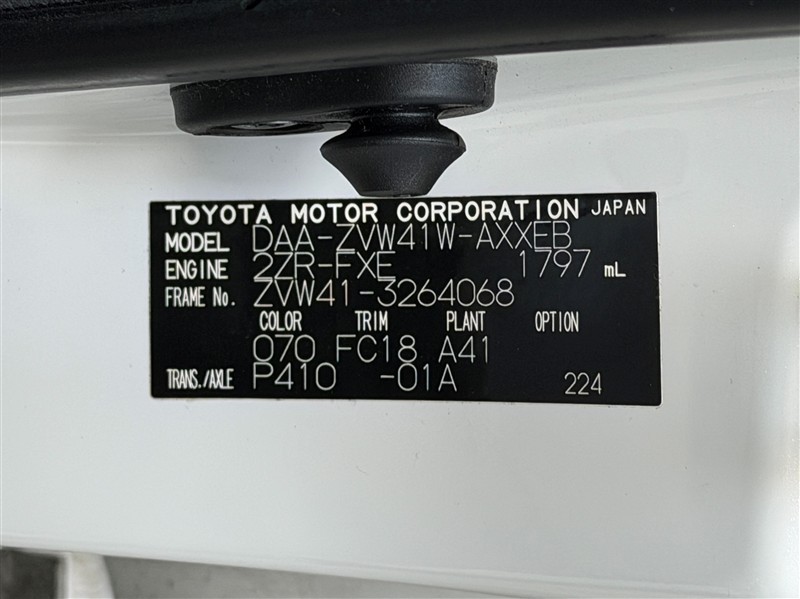 TOYOTA MOTOR CORPORATION JAPAN
MODEL DAA-ZVW41W-AXXEB
ENGINE 2ZR-FXE 1797 mL
FRAME No. ZVW41-3264068
COLOR TRIM PLANT OPTION
070 FC18 A41
TRANS./AXLE P410 -01A 224